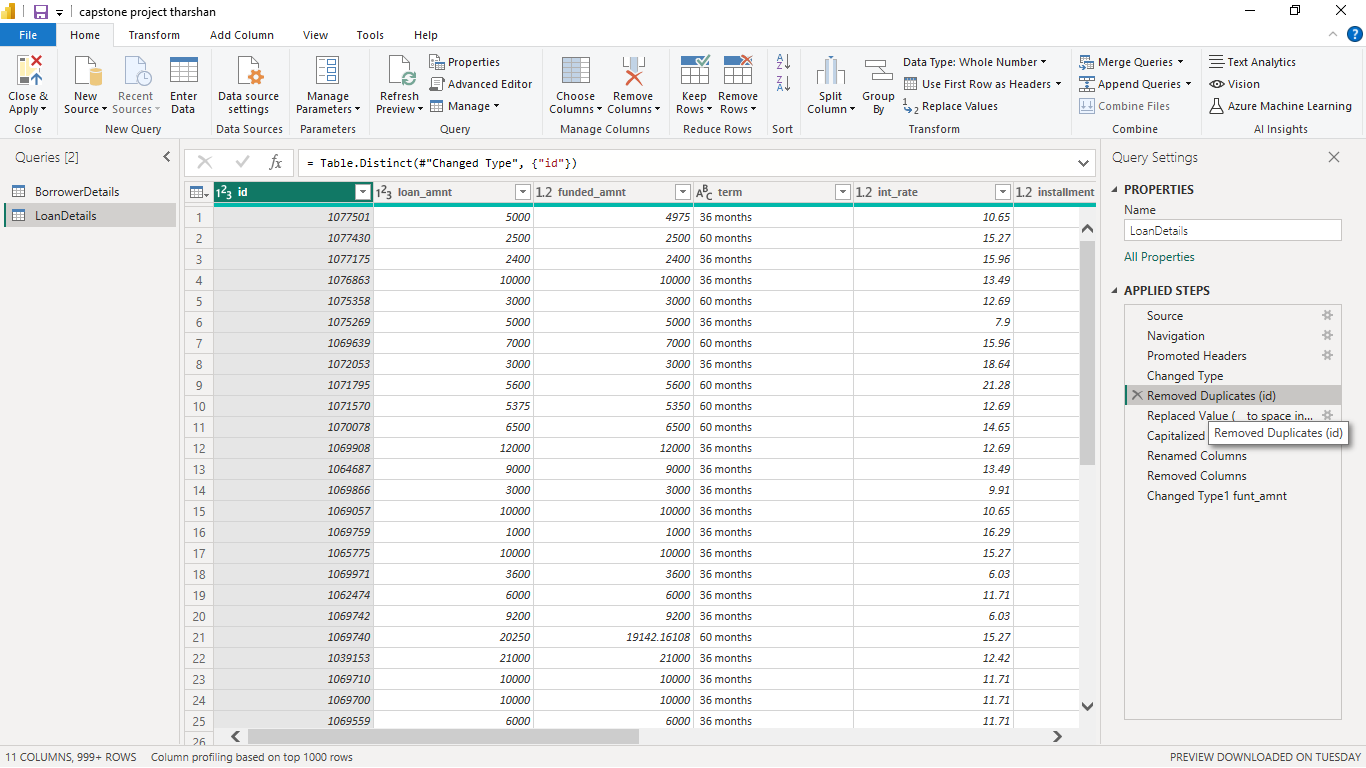 capstone project tharshan
File Home Transform Add Column View Tools Help
Close & Apply New Source Recent Sources Enter Data Data source settings Manage Parameters Refresh Preview Properties Advanced Editor Manage Choose Columns Remove Columns Keep Rows Remove Rows Split Column Group By Data Type: Whole Number Use First Row as Headers Replace Values Merge Queries Append Queries Combine Files Text Analytics Vision Azure Machine Learning
Close New Query Data Sources Parameters Query Manage Columns Reduce Rows Sort Transform Combine AI Insights
Queries [2]
BorrowerDetails
LoanDetails
= Table.Distinct(#"Changed Type", {"id"})
id loan_amnt funded_amnt term int_rate installment
1 1077501 5000 4975 36 months 10.65
2 1077430 2500 2500 60 months 15.27
3 1077175 2400 2400 36 months 15.96
4 1076863 10000 10000 36 months 13.49
5 1075358 3000 3000 60 months 12.69
6 1075269 5000 5000 36 months 7.9
7 1069639 7000 7000 60 months 15.96
8 1072053 3000 3000 36 months 18.64
9 1071795 5600 5600 60 months 21.28
10 1071570 5375 5350 60 months 12.69
11 1070078 6500 6500 60 months 14.65
12 1069908 12000 12000 36 months 12.69
13 1064687 9000 9000 36 months 13.49
14 1069866 3000 3000 36 months 9.91
15 1069057 10000 10000 36 months 10.65
16 1069759 1000 1000 36 months 16.29
17 1065775 10000 10000 36 months 15.27
18 1069971 3600 3600 36 months 6.03
19 1062474 6000 6000 36 months 11.71
20 1069742 9200 9200 36 months 6.03
21 1069740 20250 19142.16108 60 months 15.27
22 1039153 21000 21000 36 months 12.42
23 1069710 10000 10000 36 months 11.71
24 1069700 10000 10000 36 months 11.71
25 1069559 6000 6000 36 months 11.71
26
Query Settings
PROPERTIES
Name
LoanDetails
All Properties
APPLIED STEPS
Source
Navigation
Promoted Headers
Changed Type
Removed Duplicates (id)
Replaced Value (_ to space in...
Capitalized
Removed Duplicates (id)
Renamed Columns
Removed Columns
Changed Type1 funt_amnt
11 COLUMNS, 999+ ROWS Column profiling based on top 1000 rows PREVIEW DOWNLOADED ON TUESDAY